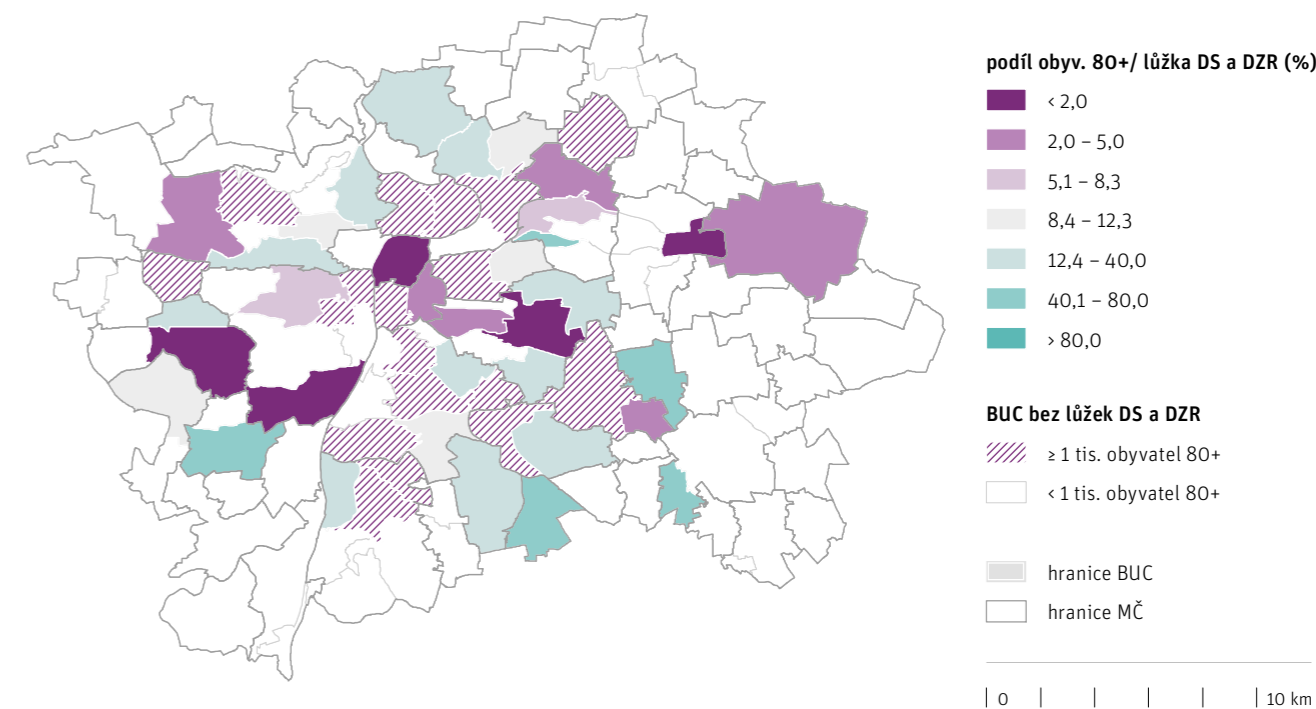 podíl obyv. 80+/ lůžka DS a DZR (%)
< 2,0
2,0 – 5,0
5,1 – 8,3
8,4 – 12,3
12,4 – 40,0
40,1 – 80,0
> 80,0
BUC bez lůžek DS a DZR
≥ 1 tis. obyvatel 80+
< 1 tis. obyvatel 80+
hranice BUC
hranice MČ
0 10 km